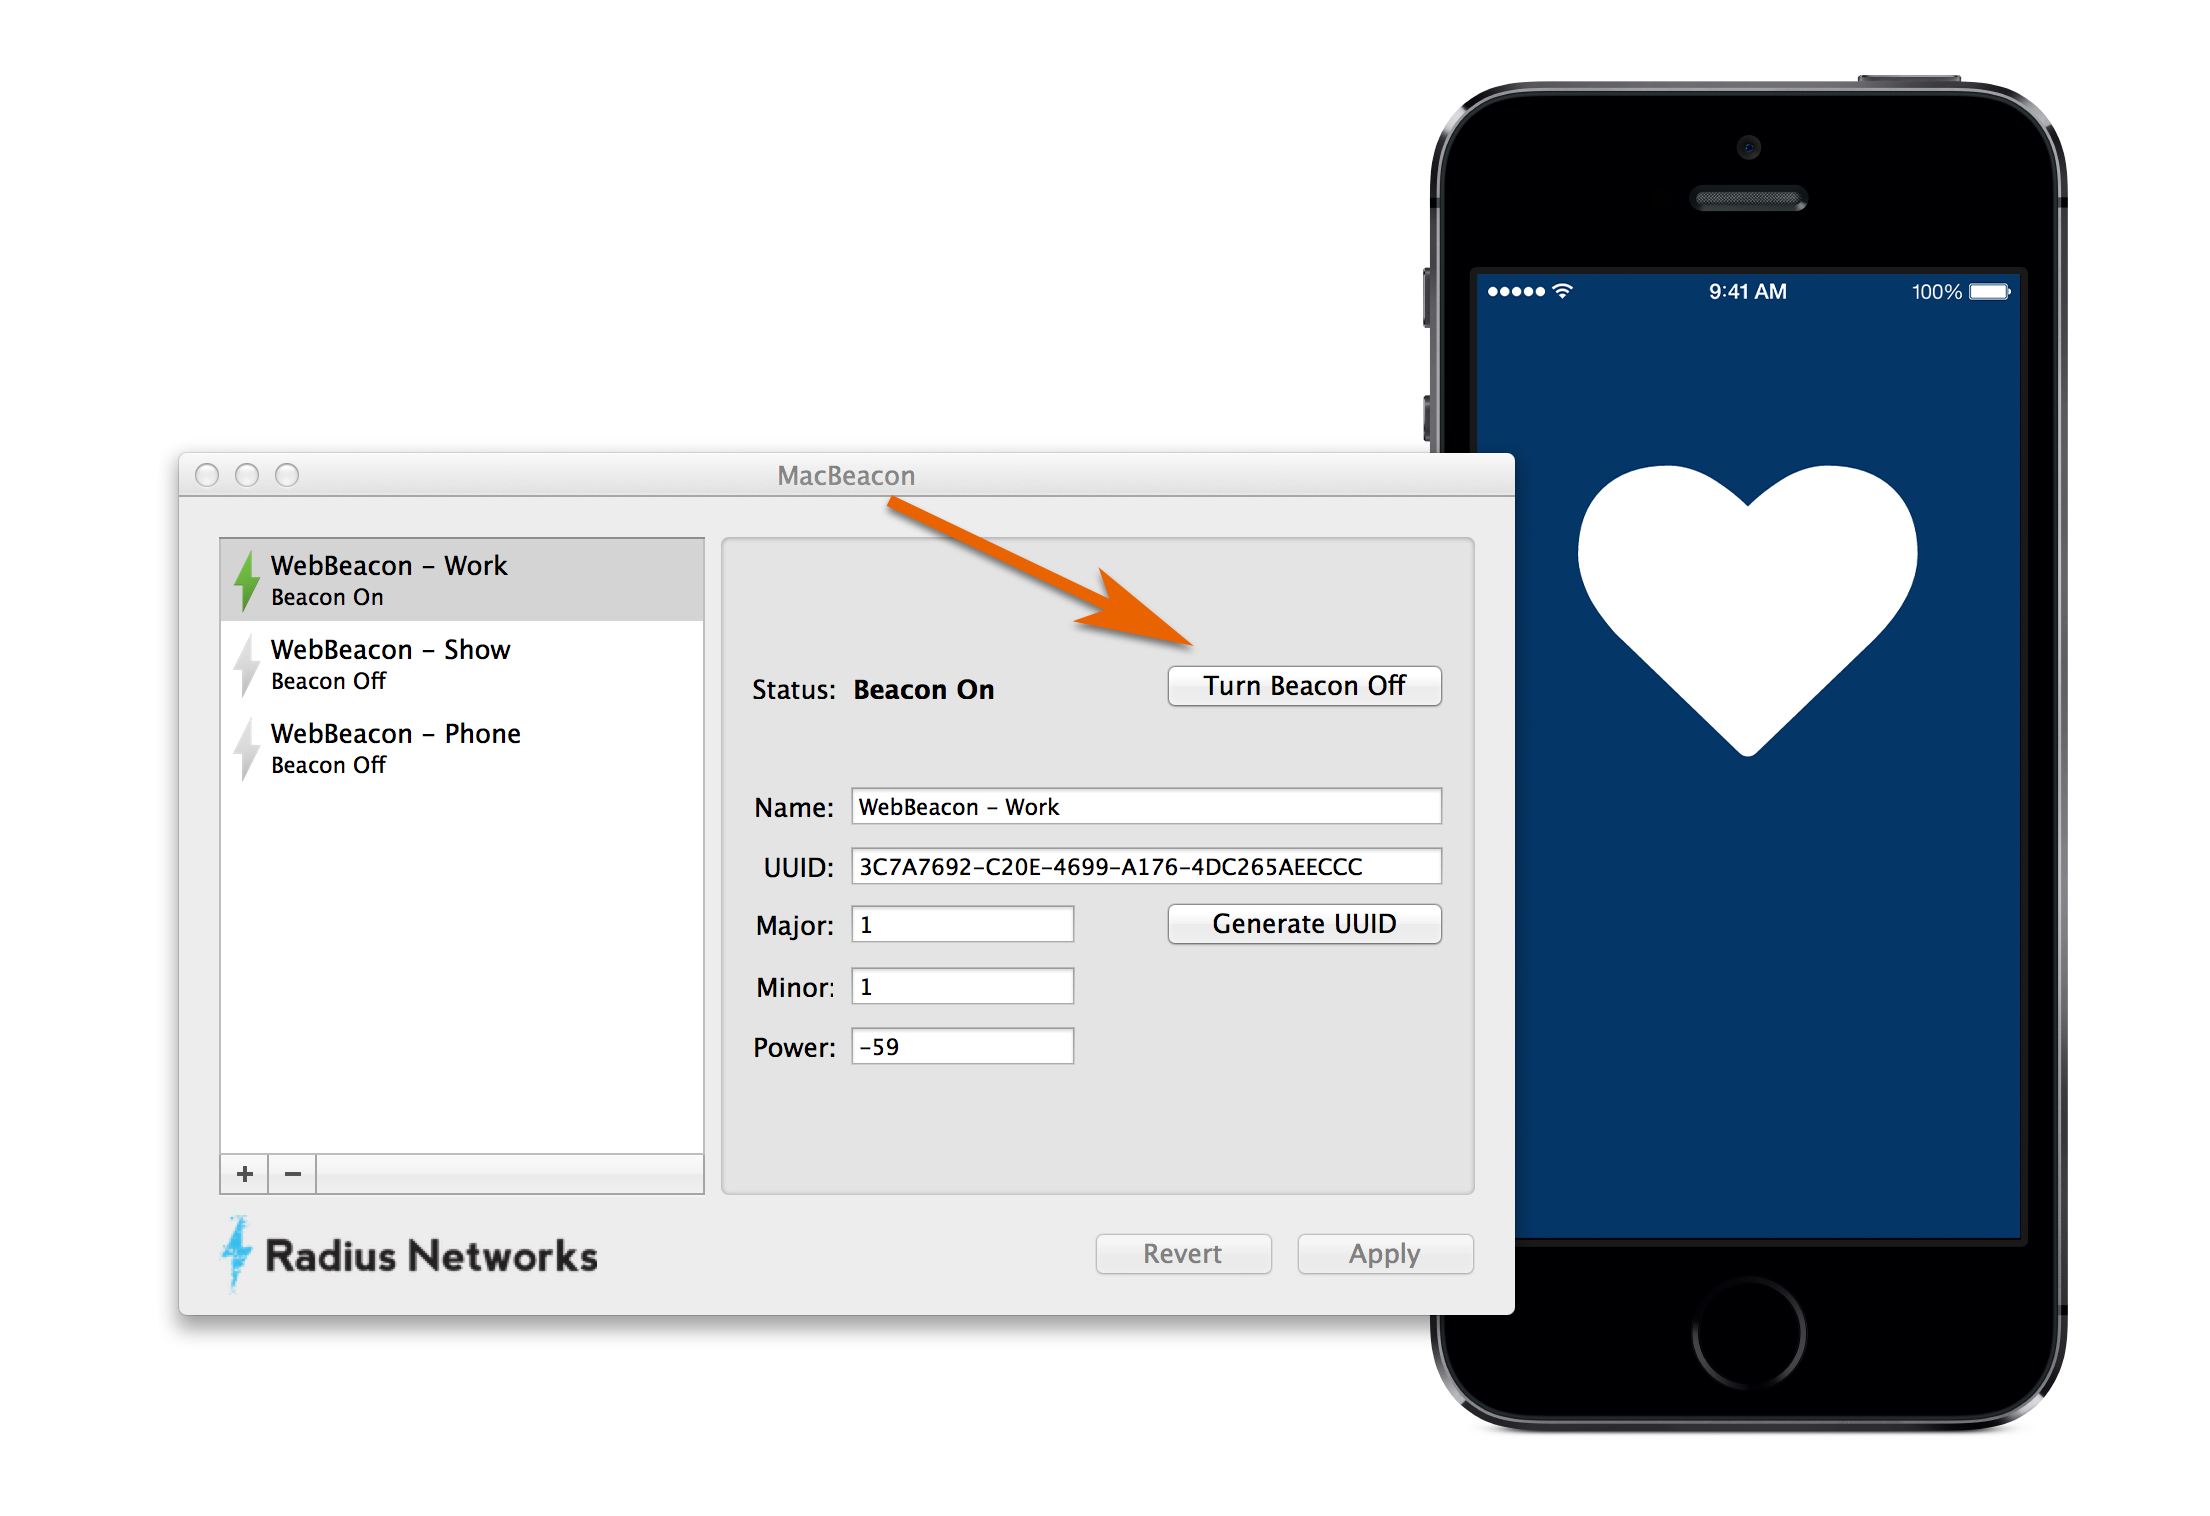 9:41 AM
100%
MacBeacon
WebBeacon - Work
Beacon On
WebBeacon - Show
Beacon Off
WebBeacon - Phone
Beacon Off
Status: Beacon On
Turn Beacon Off
Name: WebBeacon - Work
UUID: 3C7A7692-C20E-4699-A176-4DC265AEECCC
Major: 1
Generate UUID
Minor: 1
Power: -59
+ −
Radius Networks
Revert
Apply